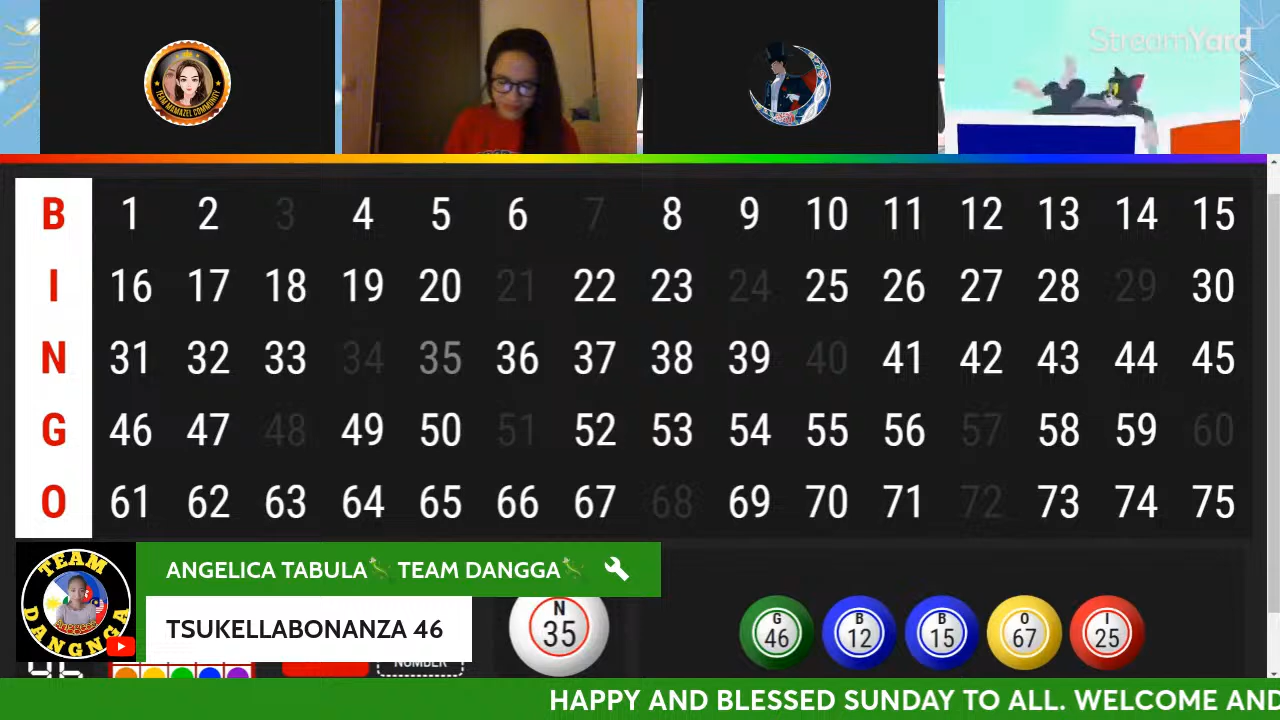 TEAM MAMAZEL COMMUNITY
StreamYard
B 1 2 3 4 5 6 7 8 9 10 11 12 13 14 15
I 16 17 18 19 20 21 22 23 24 25 26 27 28 29 30
N 31 32 33 34 35 36 37 38 39 40 41 42 43 44 45
G 46 47 48 49 50 51 52 53 54 55 56 57 58 59 60
O 61 62 63 64 65 66 67 68 69 70 71 72 73 74 75
TEAM DANGNGA
ANGELICA TABULA TEAM DANGGA
TSUKELLABONANZA 46
N 35
G 46
B 12
B 15
O 67
I 25
NUMBER
HAPPY AND BLESSED SUNDAY TO ALL. WELCOME AND